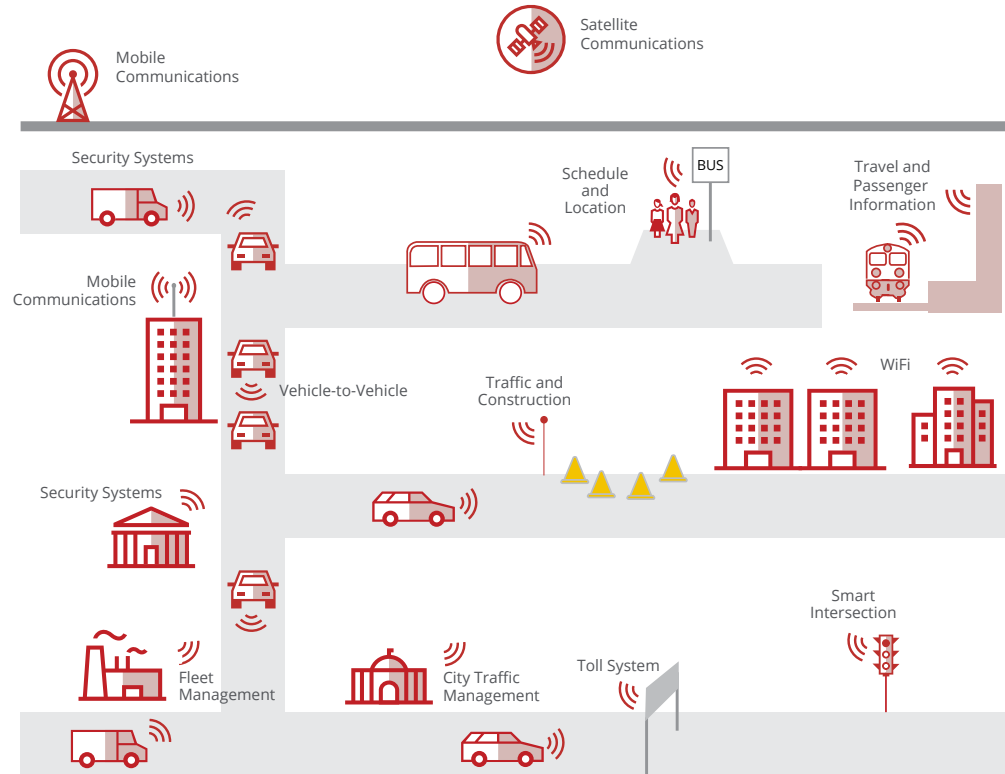 Satellite
Communications
Mobile
Communications
Security Systems
Schedule
and
Location
BUS
Travel and
Passenger
Information
Mobile
Communications
Vehicle-to-Vehicle
Traffic and
Construction
WiFi
Security Systems
Smart
Intersection
Fleet
Management
City Traffic
Management
Toll System